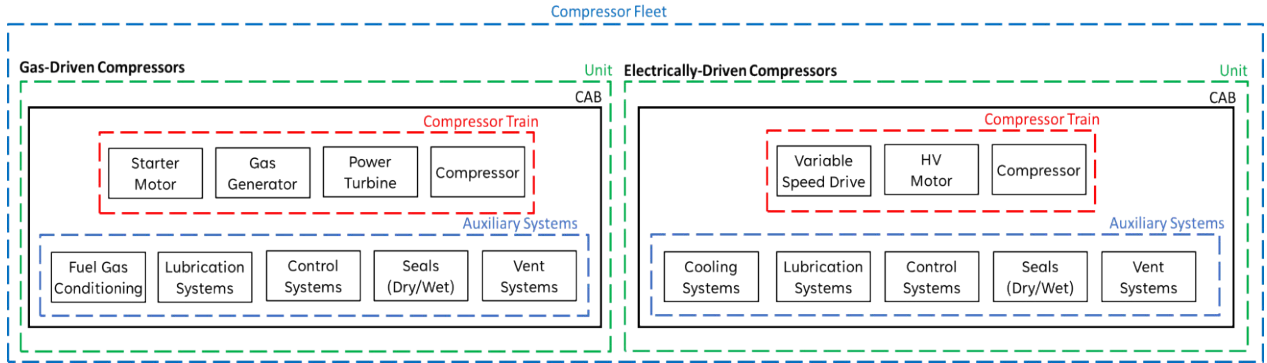 Compressor Fleet
Gas-Driven Compressors
Unit
CAB
Compressor Train
Starter
Motor
Gas
Generator
Power
Turbine
Compressor
Auxiliary Systems
Fuel Gas
Conditioning
Lubrication
Systems
Control
Systems
Seals
(Dry/Wet)
Vent
Systems
Electrically-Driven Compressors
Unit
CAB
Compressor Train
Variable
Speed Drive
HV
Motor
Compressor
Auxiliary Systems
Cooling
Systems
Lubrication
Systems
Control
Systems
Seals
(Dry/Wet)
Vent
Systems